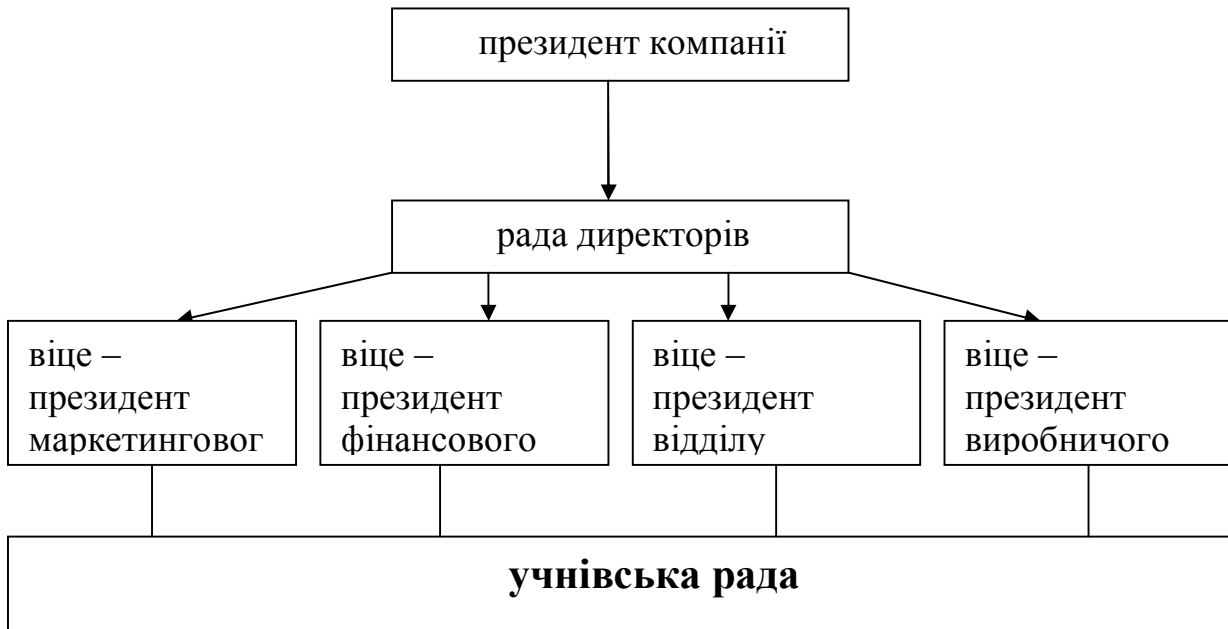 президент компанії
рада директорів
віце –
президент
маркетинговог
віце –
президент
фінансового
віце –
президент
відділу
віце –
президент
виробничого
учнівська рада